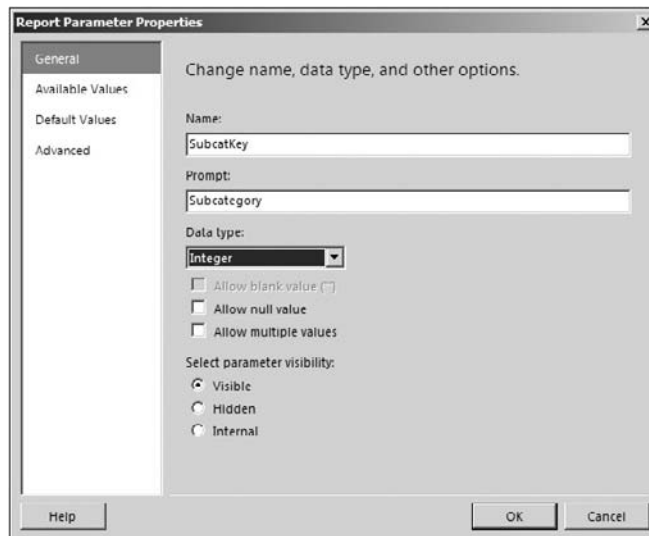 Report Parameter Properties
General
Available Values
Default Values
Advanced
Change name, data type, and other options.
Name:
SubcatKey
Prompt:
Subcategory
Data type:
Integer
Allow blank value ("")
Allow null value
Allow multiple values
Select parameter visibility:
Visible
Hidden
Internal
Help
OK
Cancel